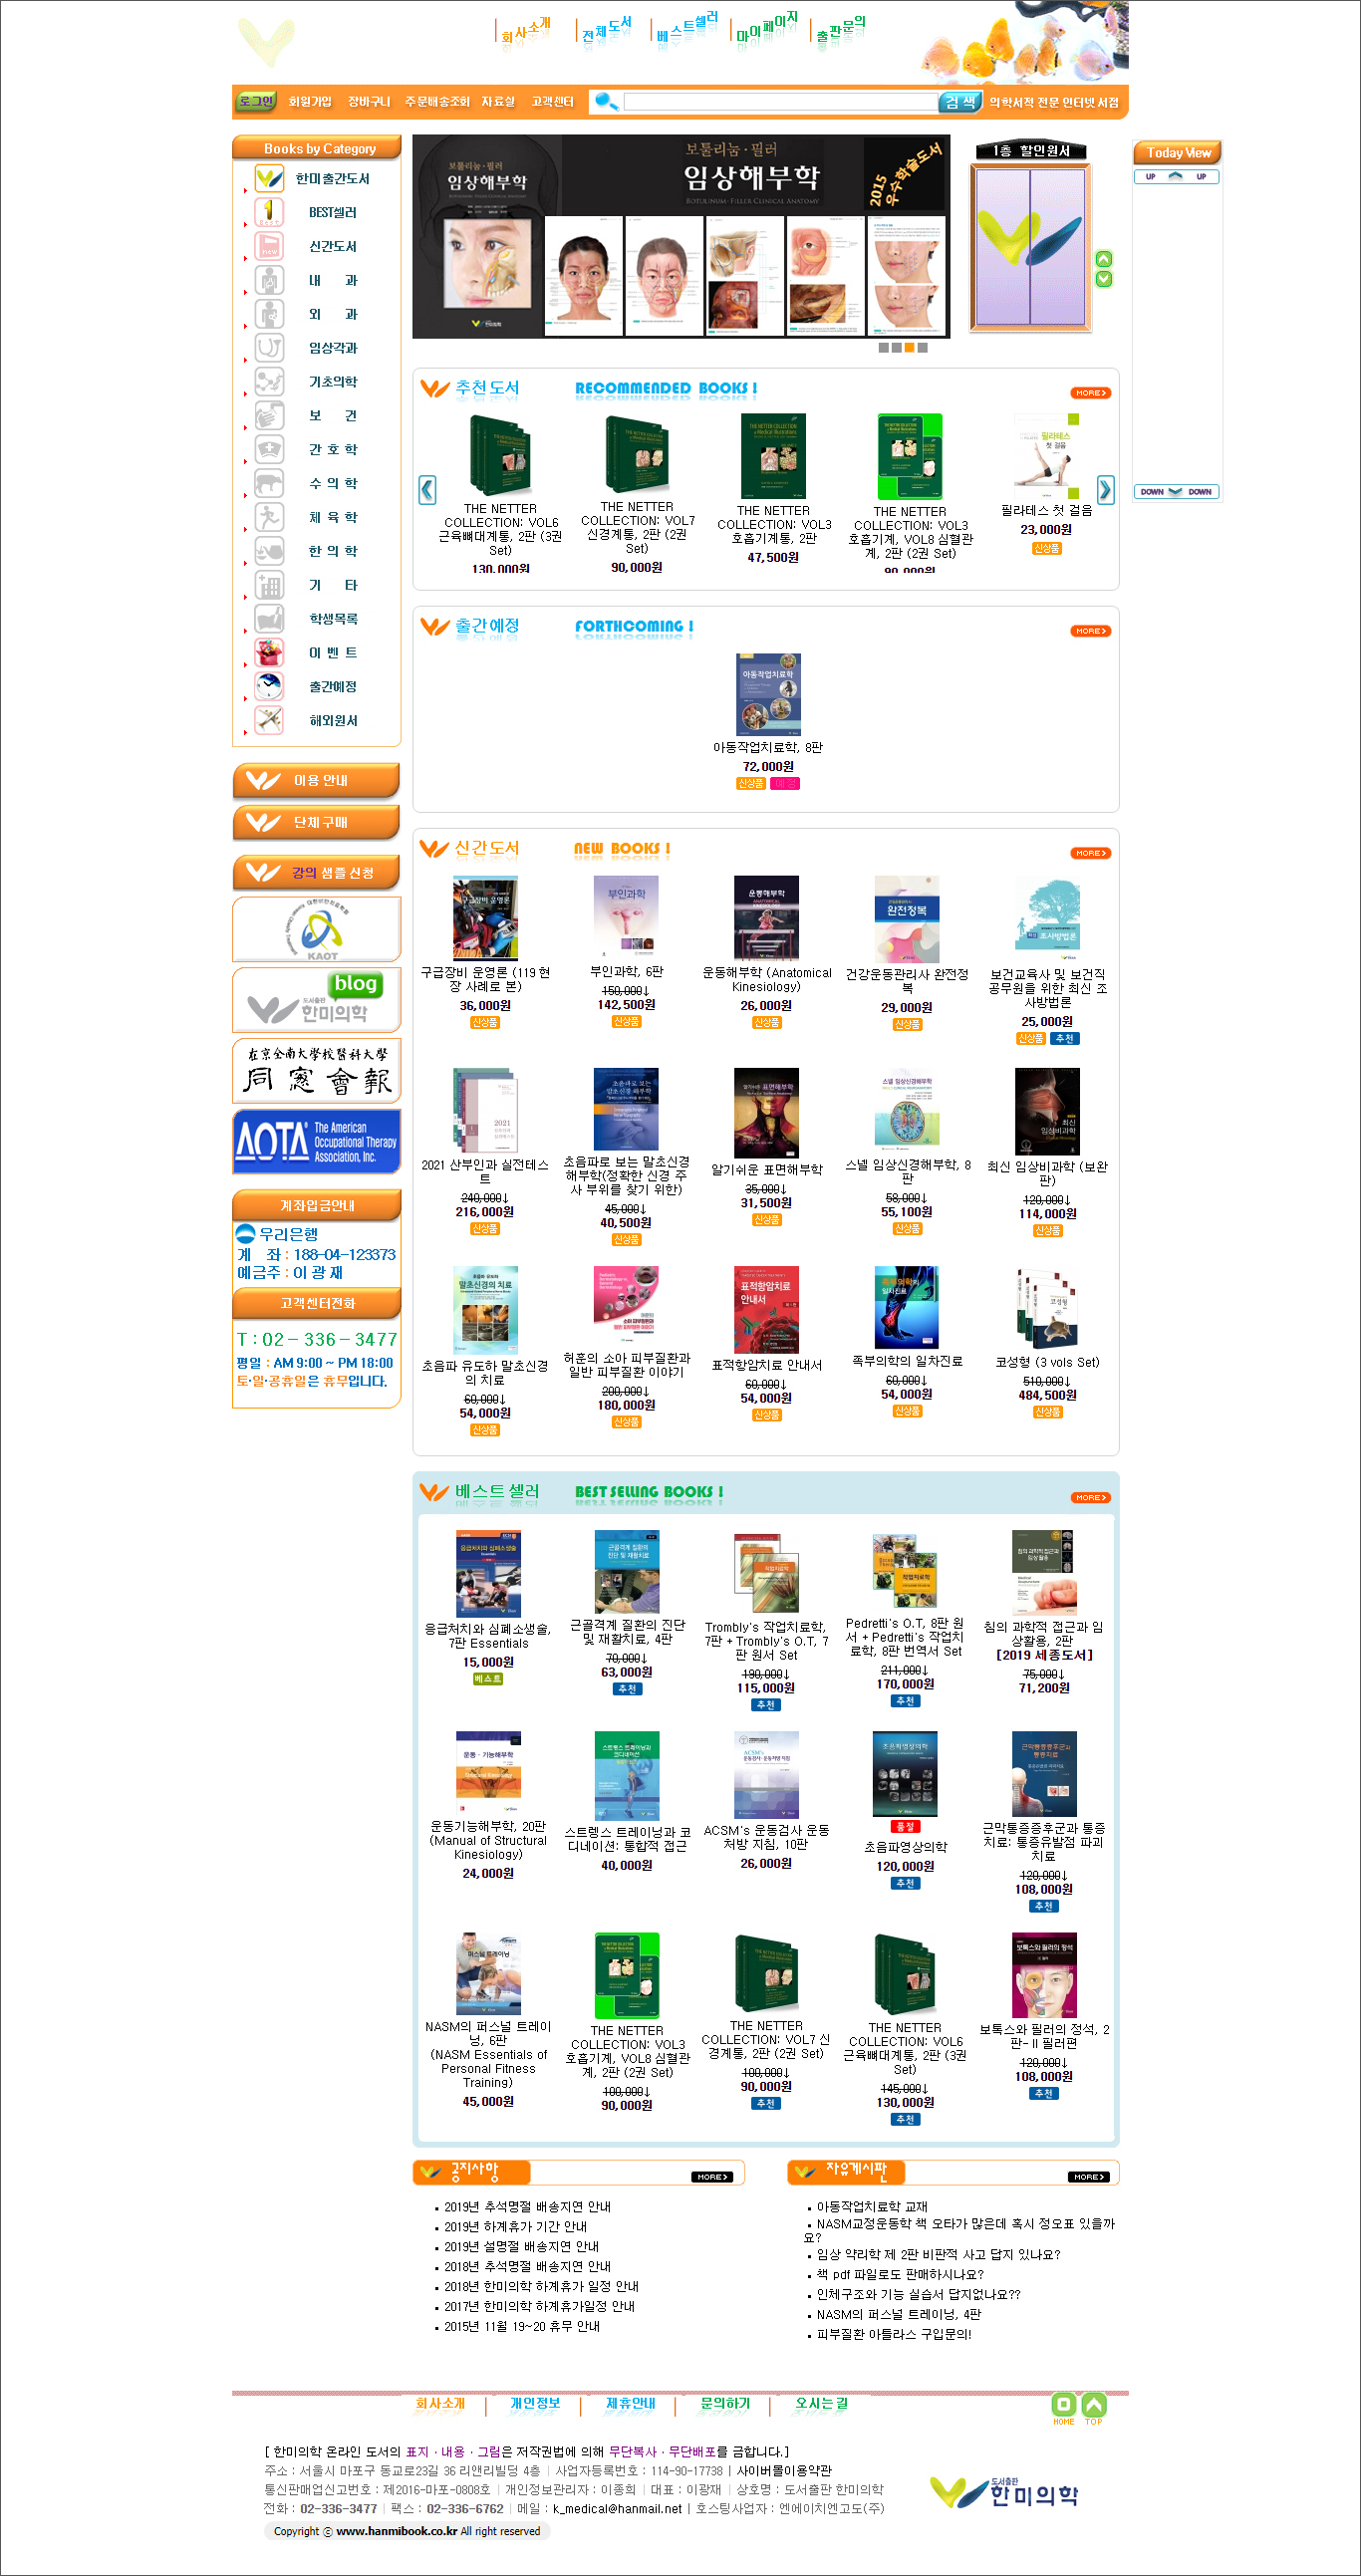 회사소개
전체도서
베스트셀러
마이페이지
출판문의
로그인 회원가입 장바구니 주문배송조회 자료실 고객센터 검색 의학서적 전문 인터넷 서점
Books by Category
한미출간도서
BEST셀러
신간도서
내 과
외 과
임상각과
기초의학
보 건
간 호 학
수 의 학
체 육 학
한 의 학
기 타
학생목록
이 벤 트
출간예정
해외원서
이용 안내
단체 구매
강의 샘플 신청
KAOT
blog
도서출판
한미의학
在京全南大學校醫科大學
同窓會報
AOTA The American Occupational Therapy Association, Inc.
계좌입금안내
우리은행
계 좌 : 188-04-123373
예금주 : 이 광 재
고객센터전화
T : 02 - 336 - 3477
평일 : AM 9:00 ~ PM 18:00
토·일·공휴일은 휴무입니다.
보툴리눔·필러
임상해부학
보툴리눔·필러
임상해부학
BOTULINUM·FILLER CLINICAL ANATOMY
2015
우수학술도서
1층 할인원서
Today View
UP UP
DOWN DOWN
추천 도서 RECOMMENDED BOOKS ! MORE
THE NETTER
COLLECTION: VOL6
근육뼈대계통, 2판 (3권
Set)
130,000원
THE NETTER
COLLECTION: VOL7
신경계통, 2판 (2권
Set)
90,000원
THE NETTER
COLLECTION: VOL3
호흡기계통, 2판
47,500원
THE NETTER
COLLECTION: VOL3
호흡기계, VOL8 심혈관
계, 2판 (2권 Set)
90,000원
필라테스 첫 걸음
23,000원
신상품
출간 예정 FORTHCOMING ! MORE
아동작업치료학, 8판
72,000원
신상품 예정
신간 도서 NEW BOOKS ! MORE
구급장비 운영론 (119 현
장 사례로 본)
36,000원
신상품
부인과학, 6판
150,000↓
142,500원
신상품
운동해부학 (Anatomical
Kinesiology)
26,000원
신상품
건강운동관리사 완전정
복
29,000원
신상품
보건교육사 및 보건직
공무원을 위한 최신 조
사방법론
25,000원
신상품 추천
2021 산부인과 실전테스
트
240,000↓
216,000원
신상품
초음파로 보는 말초신경
해부학(정확한 신경 주
사 부위를 찾기 위한)
45,000↓
40,500원
신상품
알기쉬운 표면해부학
35,000↓
31,500원
신상품
스넬 임상신경해부학, 8
판
58,000↓
55,100원
신상품
최신 임상비과학 (보완
판)
120,000↓
114,000원
신상품
초음파 유도하 말초신경
의 치료
60,000↓
54,000원
신상품
허훈의 소아 피부질환과
일반 피부질환 이야기
200,000↓
180,000원
신상품
표적항암치료 안내서
60,000↓
54,000원
신상품
족부의학의 일차진료
60,000↓
54,000원
신상품
코성형 (3 vols Set)
510,000↓
484,500원
신상품
베스트 셀러 BEST SELLING BOOKS ! MORE
응급처치와 심폐소생술,
7판 Essentials
15,000원
베스트
근골격계 질환의 진단
및 재활치료, 4판
70,000↓
63,000원
추천
Trombly's 작업치료학,
7판 + Trombly's O.T, 7
판 원서 Set
190,000↓
115,000원
추천
Pedretti's O.T, 8판 원
서 + Pedretti's 작업치
료학, 8판 번역서 Set
211,000↓
170,000원
추천
침의 과학적 접근과 임
상활용, 2판
[2019 세종도서]
75,000↓
71,200원
운동기능해부학, 20판
(Manual of Structural
Kinesiology)
24,000원
스트렝스 트레이닝과 코
디네이션: 통합적 접근
40,000원
ACSM's 운동검사 운동
처방 지침, 10판
26,000원
품절
초음파영상의학
120,000원
추천
근막통증증후군과 통증
치료: 통증유발점 파괴
치료
120,000↓
108,000원
추천
NASM의 퍼스널 트레이
닝, 6판
(NASM Essentials of
Personal Fitness
Training)
45,000원
THE NETTER
COLLECTION: VOL3
호흡기계, VOL8 심혈관
계, 2판 (2권 Set)
100,000↓
90,000원
THE NETTER
COLLECTION: VOL7 신
경계통, 2판 (2권 Set)
100,000↓
90,000원
추천
THE NETTER
COLLECTION: VOL6
근육뼈대계통, 2판 (3권
Set)
145,000↓
130,000원
추천
보톡스와 필러의 정석, 2
판- II 필러편
120,000↓
108,000원
추천
공지사항 MORE
2019년 추석명절 배송지연 안내
2019년 하계휴가 기간 안내
2019년 설명절 배송지연 안내
2018년 추석명절 배송지연 안내
2018년 한미의학 하계휴가 일정 안내
2017년 한미의학 하계휴가일정 안내
2015년 11월 19~20 휴무 안내
자유게시판 MORE
아동작업치료학 교재
NASM교정운동학 책 오타가 많은데 혹시 정오표 있을까
요?
임상 약리학 제 2판 비판적 사고 답지 있나요?
책 pdf 파일로도 판매하시나요?
인체구조와 기능 실습서 답지없나요??
NASM의 퍼스널 트레이닝, 4판
피부질환 아틀라스 구입문의!
회사소개 개인정보 제휴안내 문의하기 오시는 길
HOME TOP
[ 한미의학 온라인 도서의 표지 · 내용 · 그림은 저작권법에 의해 무단복사 · 무단배포를 금합니다.]
주소 : 서울시 마포구 동교로23길 36 리앤리빌딩 4층 | 사업자등록번호 : 114-90-17738 | 사이버몰이용약관
통신판매업신고번호 : 제2016-마포-0808호 | 개인정보관리자 : 이종희 | 대표 : 이광재 | 상호명 : 도서출판 한미의학
전화 : 02-336-3477 | 팩스 : 02-336-6762 | 메일 : k_medical@hanmail.net | 호스팅사업자 : 엔에이치엔고도(주)
Copyright ⓒ www.hanmibook.co.kr All right reserved
도서출판
한미의학